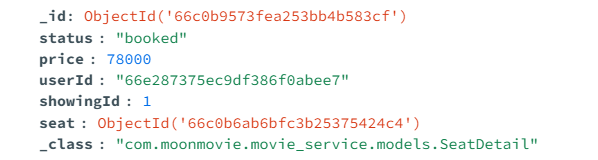 _id: ObjectId('66c0b9573fea253bb4b583cf')
status : "booked"
price : 78000
userId : "66e287375ec9df386f0abee7"
showingId : 1
seat : ObjectId('66c0b6ab6bfc3b25375424c4')
_class : "com.moonmovie.movie_service.models.SeatDetail"